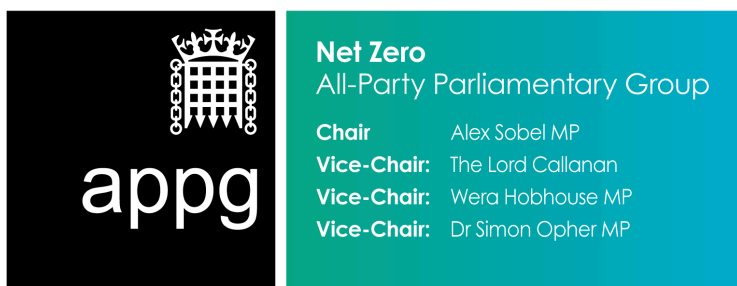 appg
Net Zero
All-Party Parliamentary Group
Chair Alex Sobel MP
Vice-Chair: The Lord Callanan
Vice-Chair: Wera Hobhouse MP
Vice-Chair: Dr Simon Opher MP